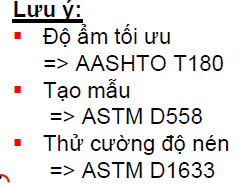 Lưu ý:
▪ Độ ẩm tối ưu
=> AASHTO T180
▪ Tạo mẫu
=> ASTM D558
▪ Thử cường độ nén
=> ASTM D1633